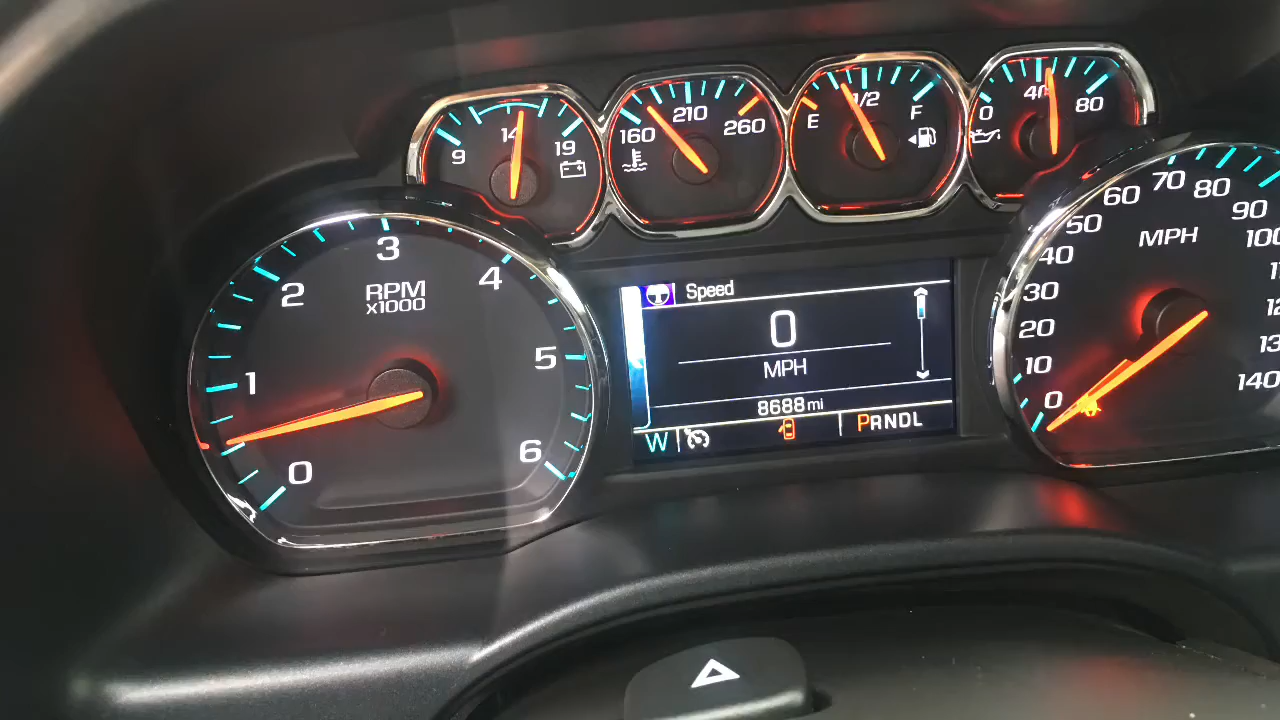 9 14 19
160 210 260
E 1/2 F
0 40 80
0 1 2 3 4 5 6
RPM
x1000
Speed
0
MPH
8688 mi
W PRNDL
0 10 20 30 40 50 60 70 80 90 100
140
MPH